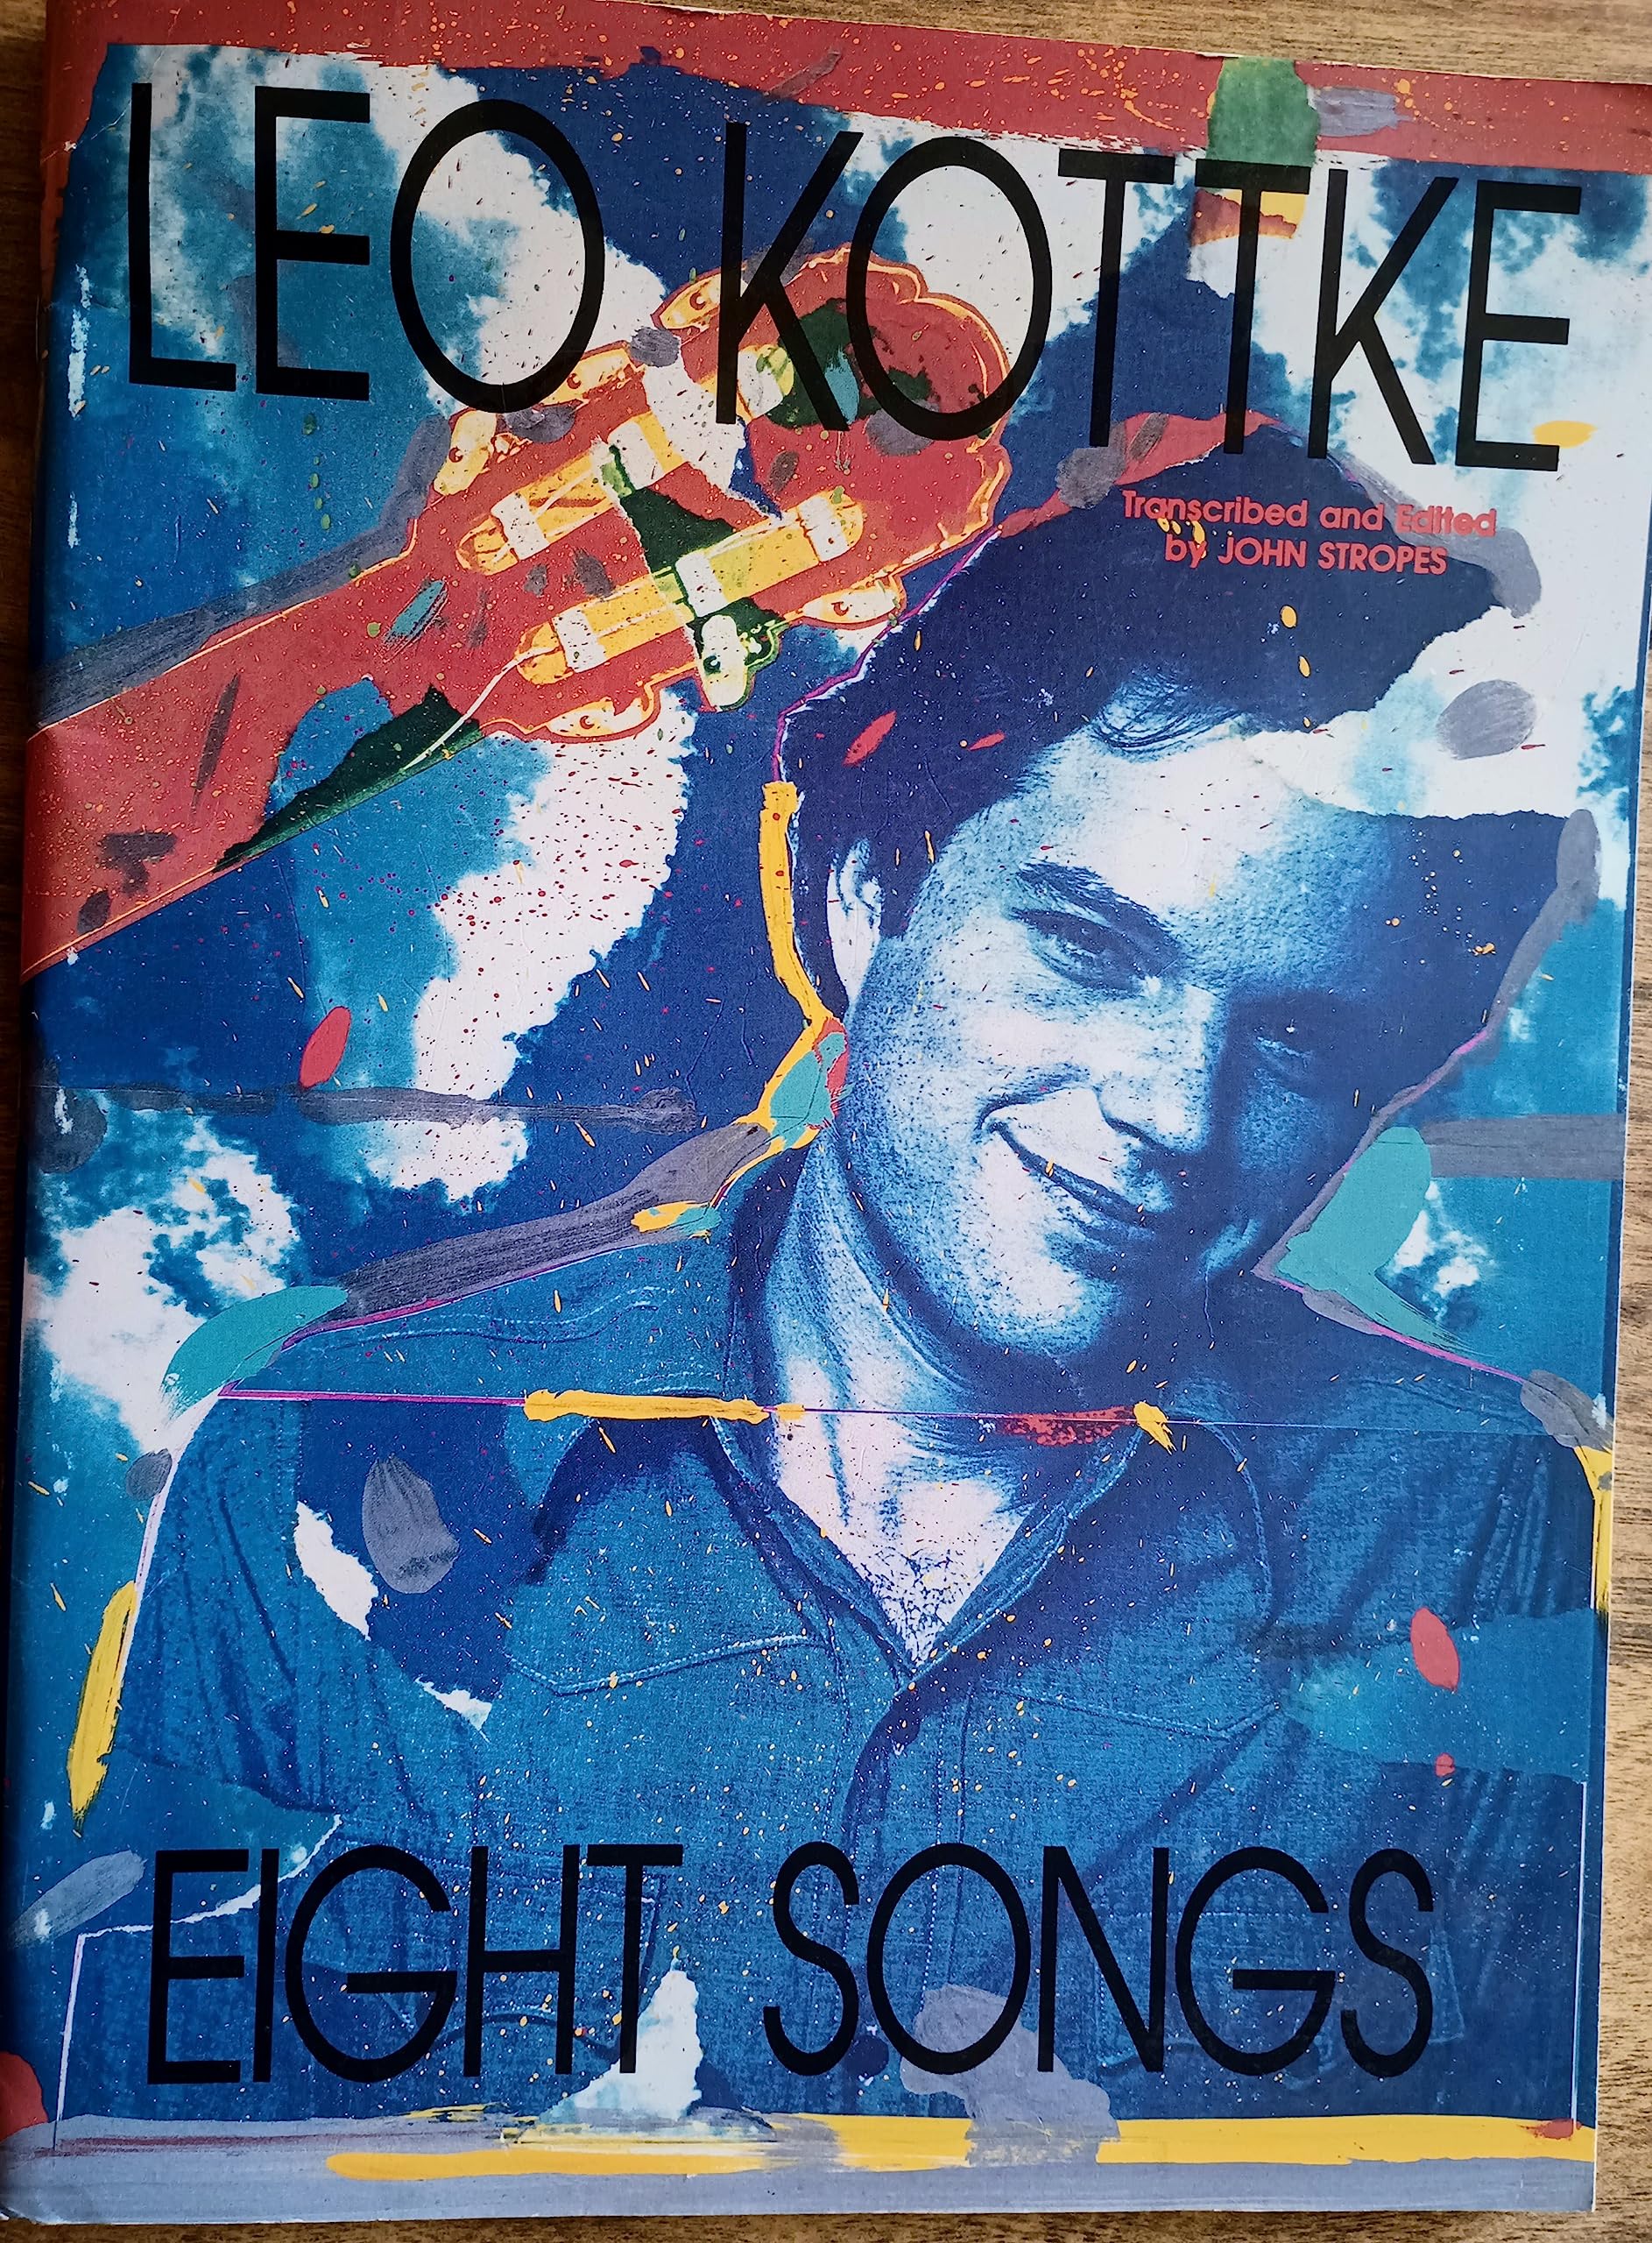 LEO KOTTKE
Transcribed and Edited
by JOHN STROPES
EIGHT SONGS